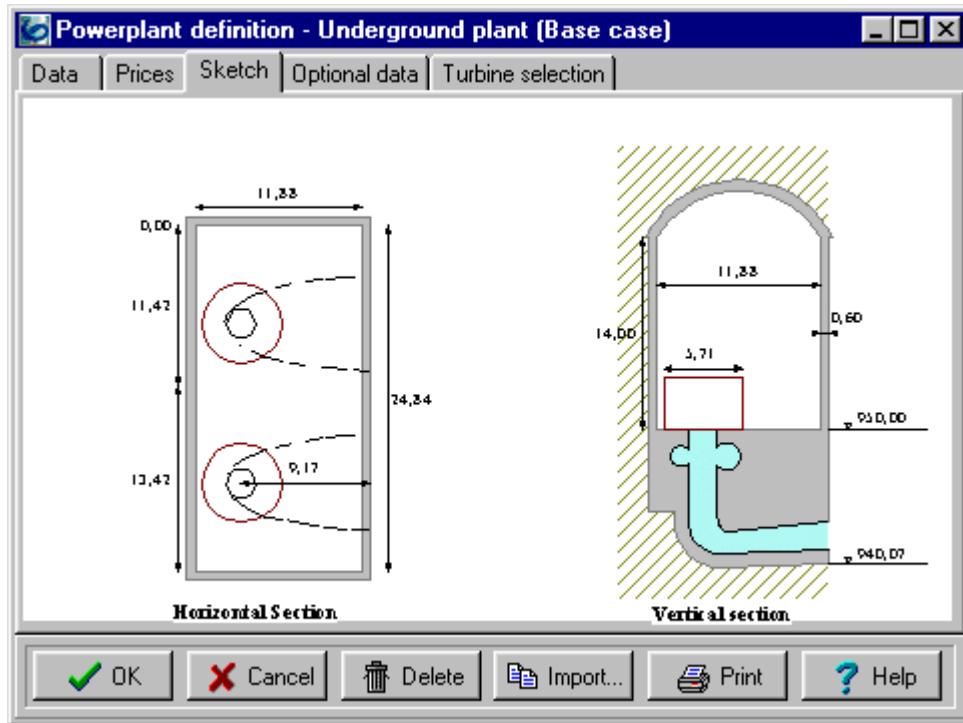 Powerplant definition - Underground plant (Base case)
Data Prices Sketch Optional data Turbine selection
11,88
0,00
11,42
24,84
9,17
13,42
Horizontal Section
11,88
0,60
14,00
5,71
950,00
940,07
Vertical section
OK Cancel Delete Import... Print Help